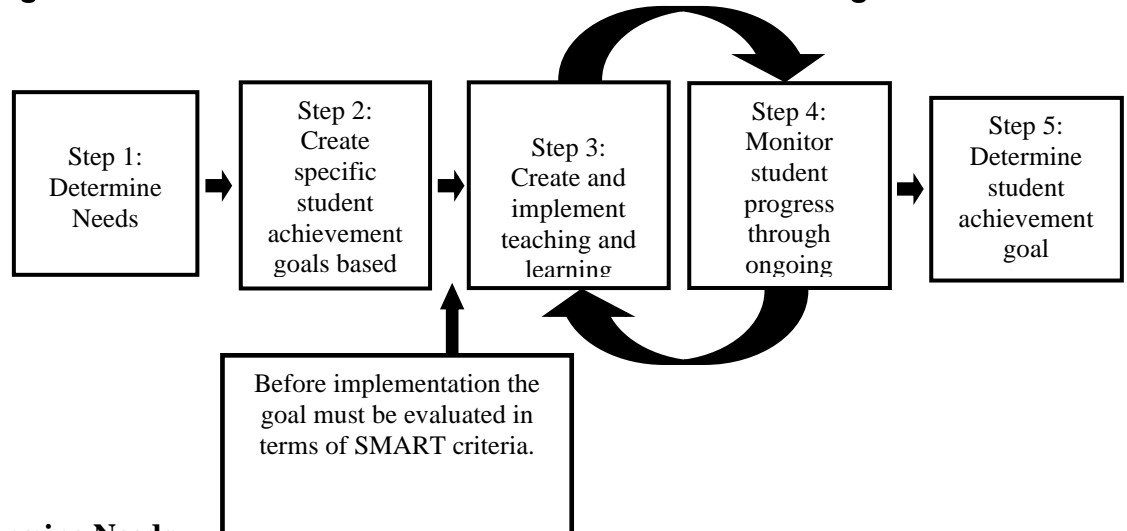 Step 1:
Determine
Needs
Step 2:
Create
specific
student
achievement
goals based
Step 3:
Create and
implement
teaching and
learning
Step 4:
Monitor
student
progress
through
ongoing
Step 5:
Determine
student
achievement
goal
Before implementation the
goal must be evaluated in
terms of SMART criteria.